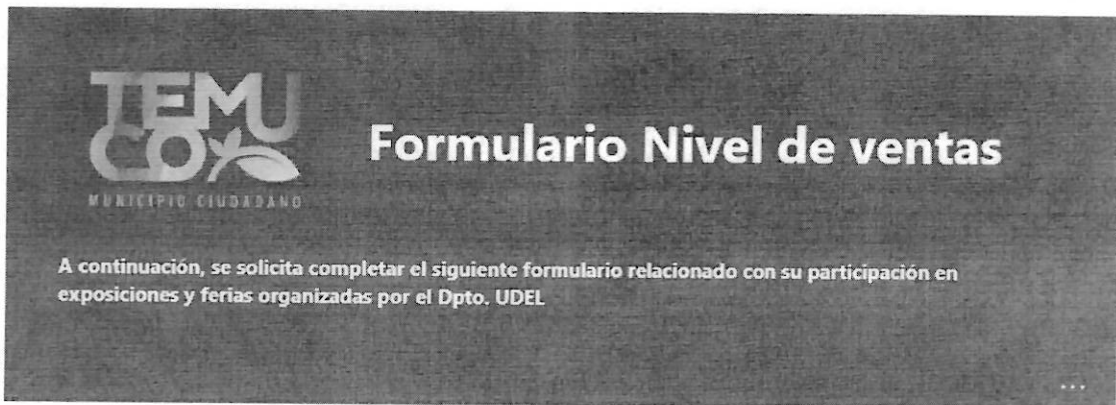 TEMU
CO
MUNICIPIO CIUDADANO
Formulario Nivel de ventas
A continuación, se solicita completar el siguiente formulario relacionado con su participación en
exposiciones y ferias organizadas por el Dpto. UDEL
...